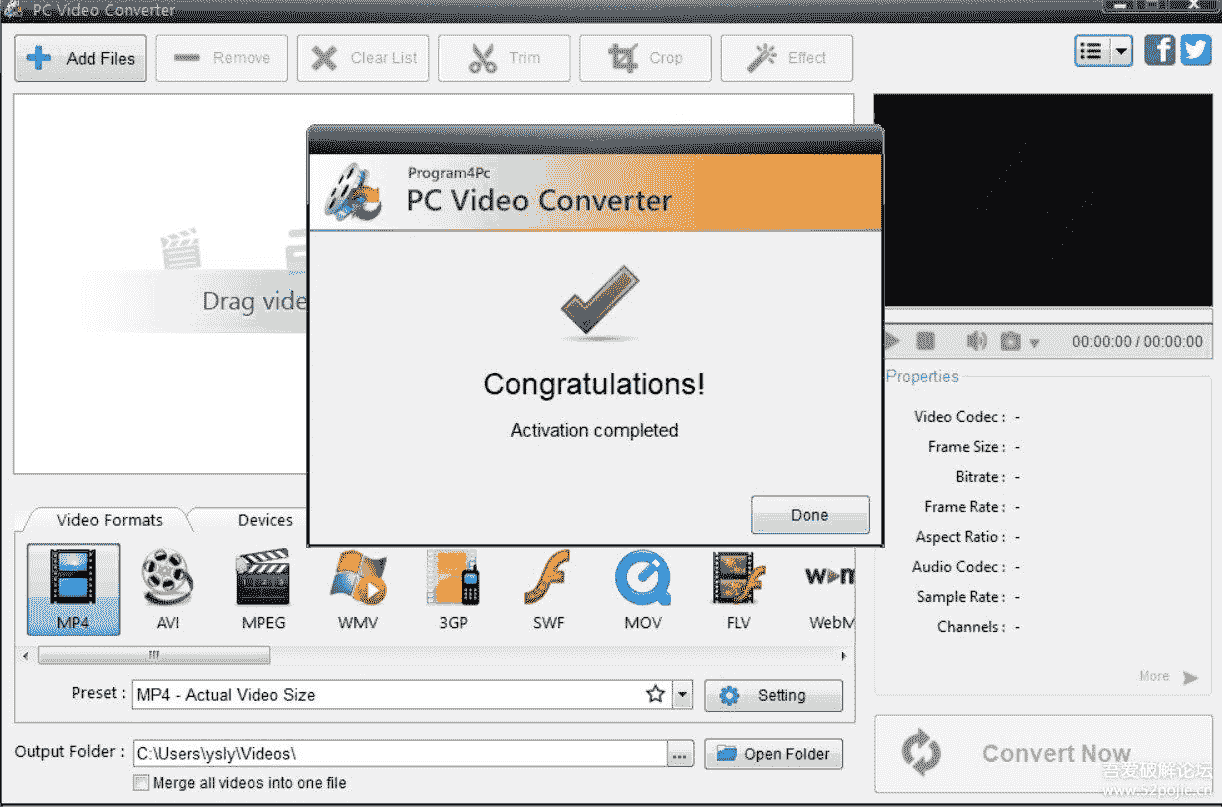 PC Video Converter
Add Files
Remove
Clear List
Trim
Crop
Effect
Drag vide
Program4Pc
PC Video Converter
Congratulations!
Activation completed
Done
00:00:00 / 00:00:00
Properties
Video Codec : -
Frame Size : -
Bitrate : -
Frame Rate : -
Aspect Ratio : -
Audio Codec : -
Sample Rate : -
Channels : -
More
Video Formats
Devices
MP4
AVI
MPEG
WMV
3GP
SWF
MOV
FLV
WebM
Preset :
MP4 - Actual Video Size
Setting
Output Folder :
C:\Users\ysly\Videos\
...
Open Folder
Merge all videos into one file
Convert Now
吾爱破解论坛
www.52pojie.cn